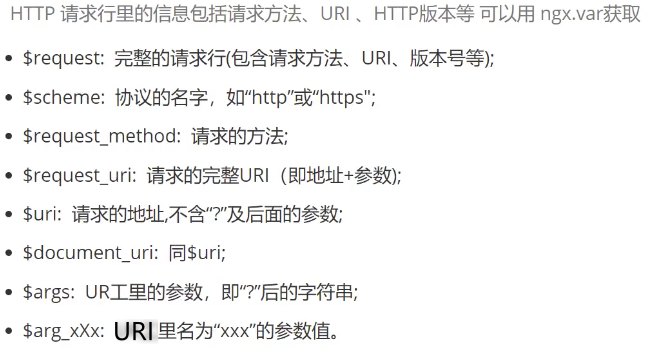 HTTP 请求行里的信息包括请求方法、URI 、HTTP版本等 可以用 ngx.var获取
• $request: 完整的请求行(包含请求方法、URI、版本号等);
• $scheme: 协议的名字，如“http”或“https";
• $request_method: 请求的方法;
• $request_uri: 请求的完整URI（即地址+参数);
• $uri: 请求的地址,不含“?”及后面的参数;
• $document_uri: 同$uri;
• $args: UR工里的参数，即“?”后的字符串;
• $arg_xXx: URI里名为“xxx”的参数值。